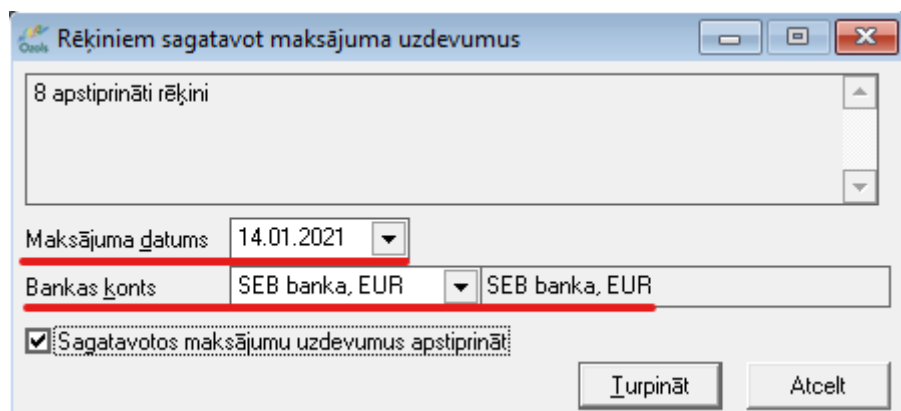 Ozols Rēķiniem sagatavot maksājuma uzdevumus
8 apstiprināti rēķini
Maksājuma datums 14.01.2021
Bankas konts SEB banka, EUR SEB banka, EUR
Sagatavotos maksājumu uzdevumus apstiprināt
Turpināt Atcelt